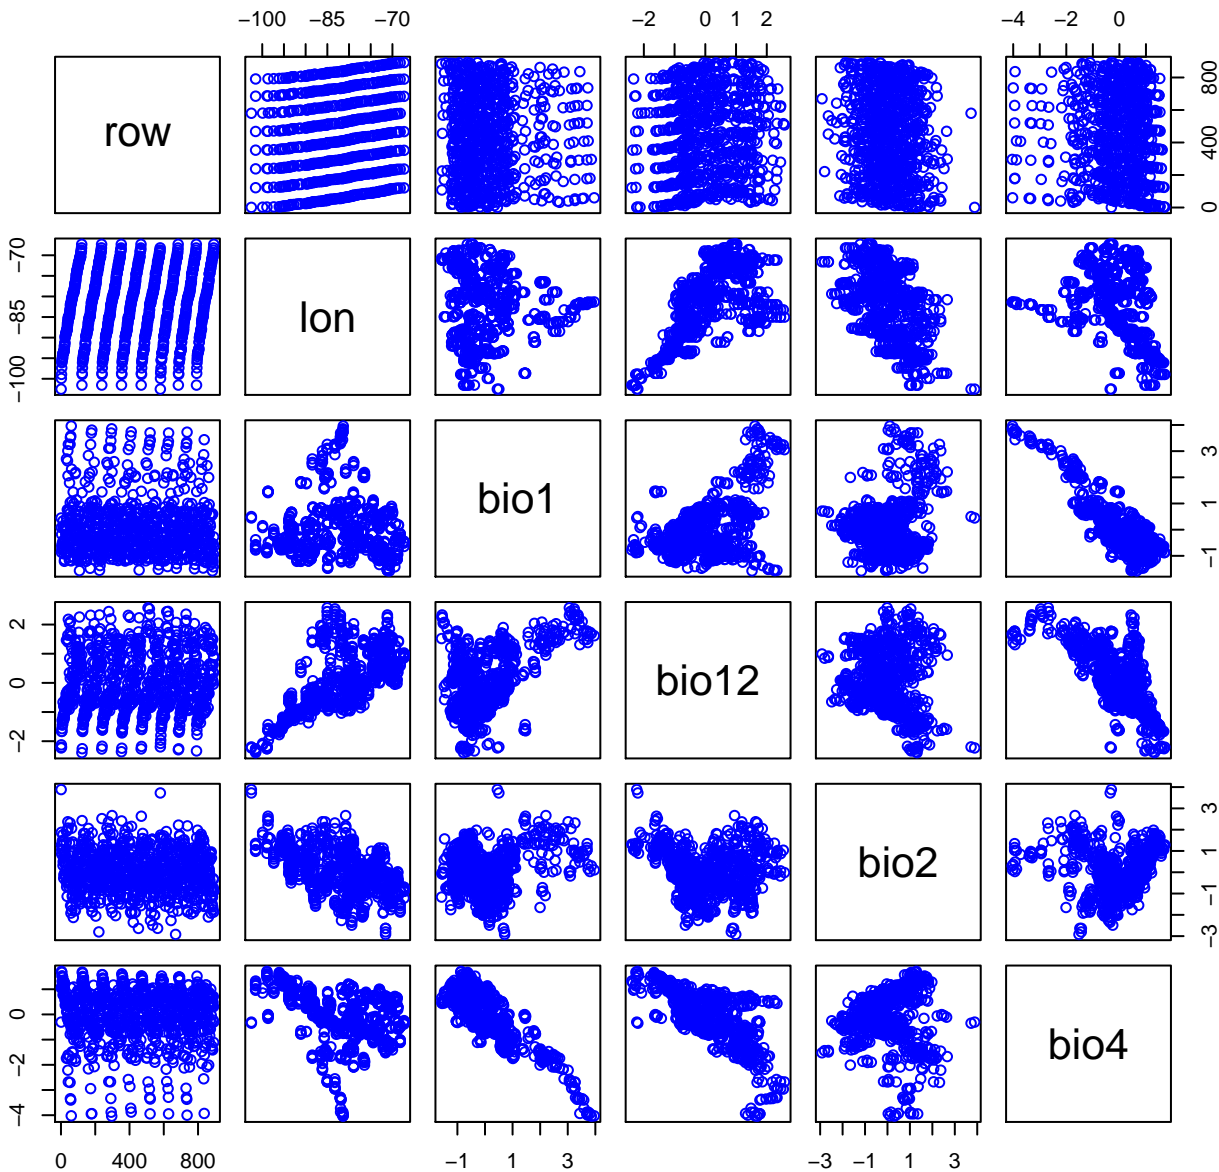 −100 −85 −70 −2 0 1 2 −4 −2 0
row 0 400 800
−100 −85 −70 lon
bio1 −1 1 3
−2 0 2 bio12
bio2 −3 −1 1 3
−4 −2 0 bio4
0 400 800 −1 1 3 −3 −1 1 3